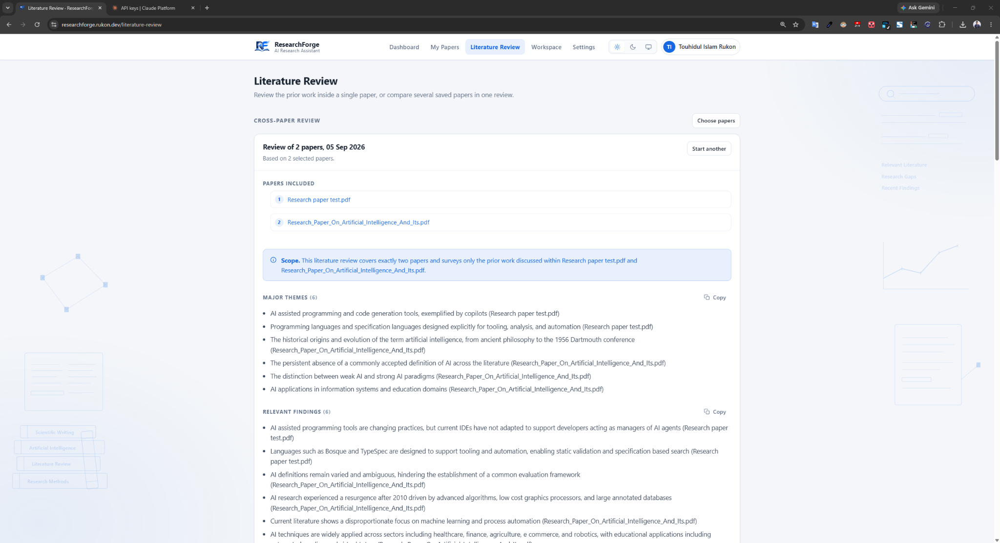 Literature Review · ResearchFor
API keys | Claude Platform
Ask Gemini
researchforge.rukon.dev/literature-review
RF
ResearchForge
AI Research Assistant
Dashboard
My Papers
Literature Review
Workspace
Settings
TI
Touhidul Islam Rukon
Literature Review
Review the prior work inside a single paper, or compare several saved papers in one review.
CROSS-PAPER REVIEW
Choose papers
Review of 2 papers, 05 Sep 2026
Start another
Based on 2 selected papers.
PAPERS INCLUDED
1 Research paper test.pdf
2 Research_Paper_On_Artificial_Intelligence_And_Its.pdf
Scope. This literature review covers exactly two papers and surveys only the prior work discussed within Research paper test.pdf and
Research_Paper_On_Artificial_Intelligence_And_Its.pdf.
MAJOR THEMES (6)
Copy
• AI assisted programming and code generation tools, exemplified by copilots (Research paper test.pdf)
• Programming languages and specification languages designed explicitly for tooling, analysis, and automation (Research paper test.pdf)
• The historical origins and evolution of the term artificial intelligence, from ancient philosophy to the 1956 Dartmouth conference
(Research_Paper_On_Artificial_Intelligence_And_Its.pdf)
• The persistent absence of a commonly accepted definition of AI across the literature (Research_Paper_On_Artificial_Intelligence_And_Its.pdf)
• The distinction between weak AI and strong AI paradigms (Research_Paper_On_Artificial_Intelligence_And_Its.pdf)
• AI applications in information systems and education domains (Research_Paper_On_Artificial_Intelligence_And_Its.pdf)
RELEVANT FINDINGS (6)
Copy
• AI assisted programming tools are changing practices, but current IDEs have not adapted to support developers acting as managers of AI agents (Research paper
test.pdf)
• Languages such as Bosque and TypeSpec are designed to support tooling and automation, enabling static validation and specification based search (Research
paper test.pdf)
• AI definitions remain varied and ambiguous, hindering the establishment of a common evaluation framework
(Research_Paper_On_Artificial_Intelligence_And_Its.pdf)
• AI research experienced a resurgence after 2010 driven by advanced algorithms, low cost graphics processors, and large annotated databases
(Research_Paper_On_Artificial_Intelligence_And_Its.pdf)
• Current literature shows a disproportionate focus on machine learning and process automation (Research_Paper_On_Artificial_Intelligence_And_Its.pdf)
• AI techniques are widely applied across sectors including healthcare, finance, agriculture, e commerce, and robotics, with educational applications including
Relevant Literature
Research Gaps
Recent Findings
Scientific Writing
Artificial Intelligence
Literature Review
Research Methods